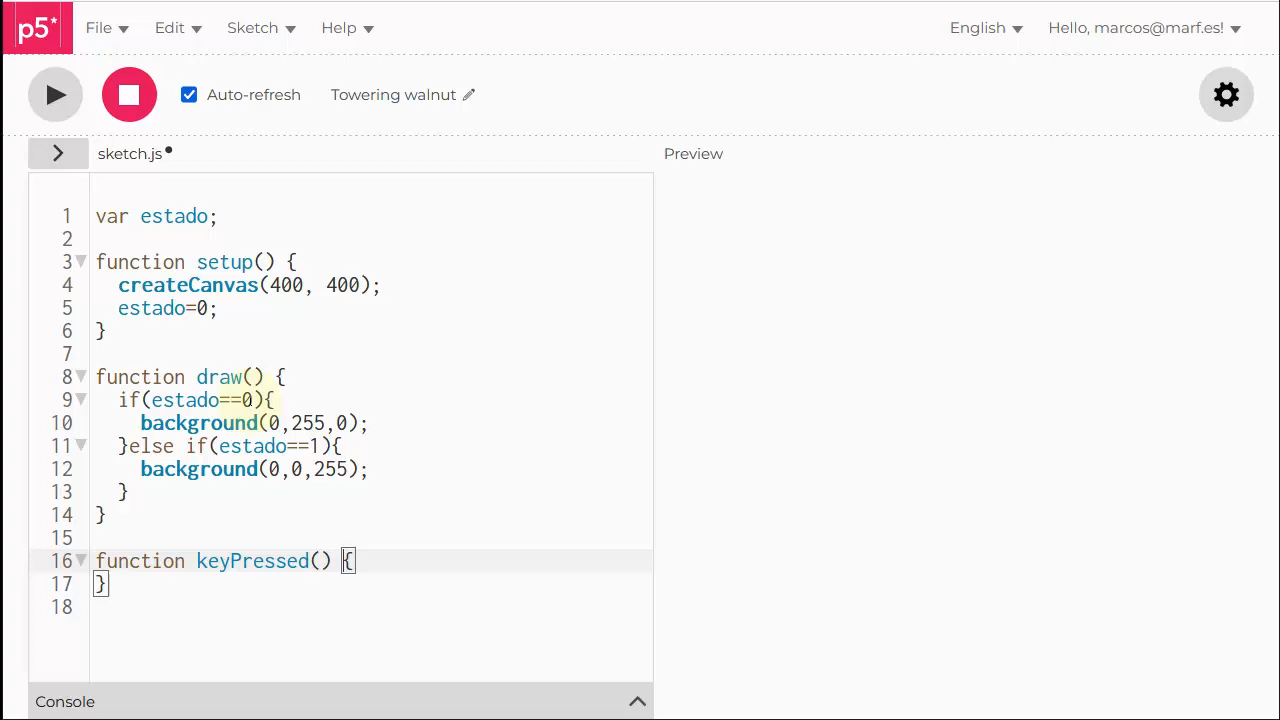 p5* File Edit Sketch Help English Hello, marcos@marf.es!
Auto-refresh Towering walnut
sketch.js Preview
1 var estado;
2
3 function setup() {
4 createCanvas(400, 400);
5 estado=0;
6 }
7
8 function draw() {
9 if(estado==0){
10 background(0,255,0);
11 }else if(estado==1){
12 background(0,0,255);
13 }
14 }
15
16 function keyPressed() {
17 }
18
Console